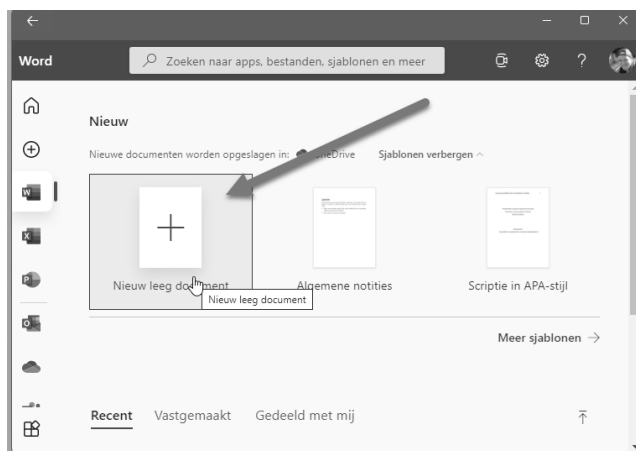 Word
Zoeken naar apps, bestanden, sjablonen en meer
?
Nieuw
Nieuwe documenten worden opgeslagen in: OneDrive Sjablonen verbergen
W
X
P
O
Nieuw leeg document
Algemene notities
Scriptie in APA-stijl
Nieuw leeg document
Meer sjablonen →
Recent Vastgemaakt Gedeeld met mij